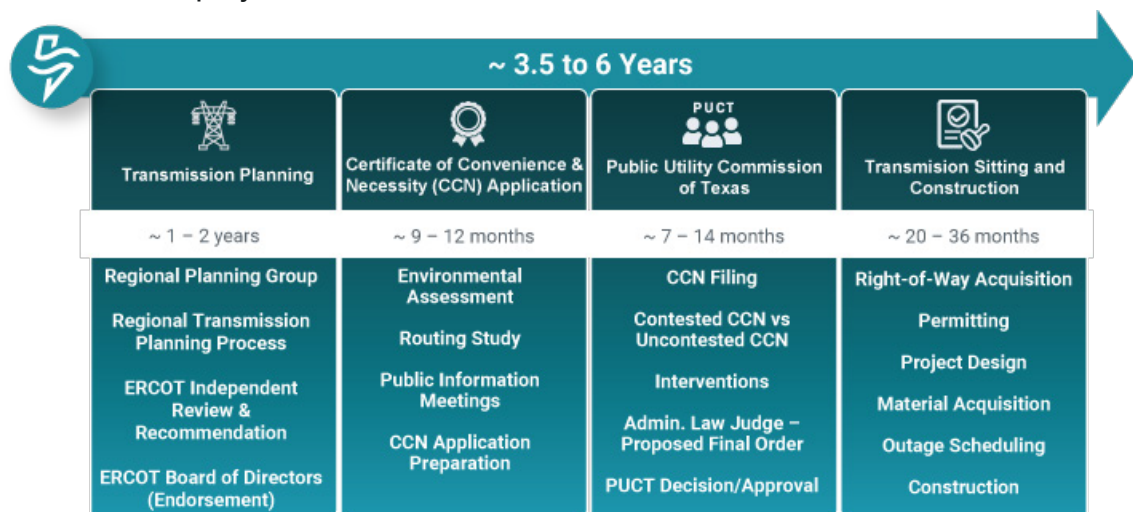 ~ 3.5 to 6 Years
Transmission Planning
~ 1 – 2 years
Regional Planning Group
Regional Transmission
Planning Process
ERCOT Independent
Review &
Recommendation
ERCOT Board of Directors
(Endorsement)
Certificate of Convenience &
Necessity (CCN) Application
~ 9 – 12 months
Environmental
Assessment
Routing Study
Public Information
Meetings
CCN Application
Preparation
PUCT
Public Utility Commission
of Texas
~ 7 – 14 months
CCN Filing
Contested CCN vs
Uncontested CCN
Interventions
Admin. Law Judge –
Proposed Final Order
PUCT Decision/Approval
Transmision Sitting and
Construction
~ 20 – 36 months
Right-of-Way Acquisition
Permitting
Project Design
Material Acquisition
Outage Scheduling
Construction